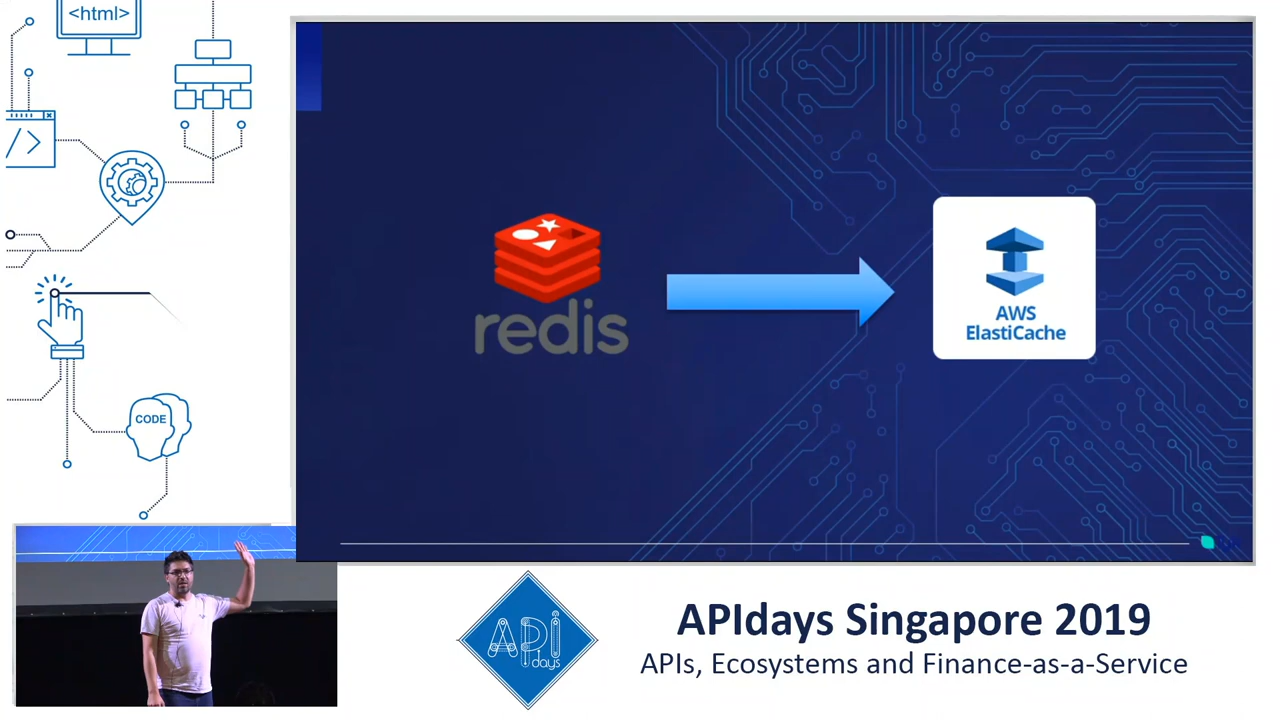 <html>
</>
CODE
redis
AWS
ElastiCache
API
days
APIdays Singapore 2019
APIs, Ecosystems and Finance-as-a-Service